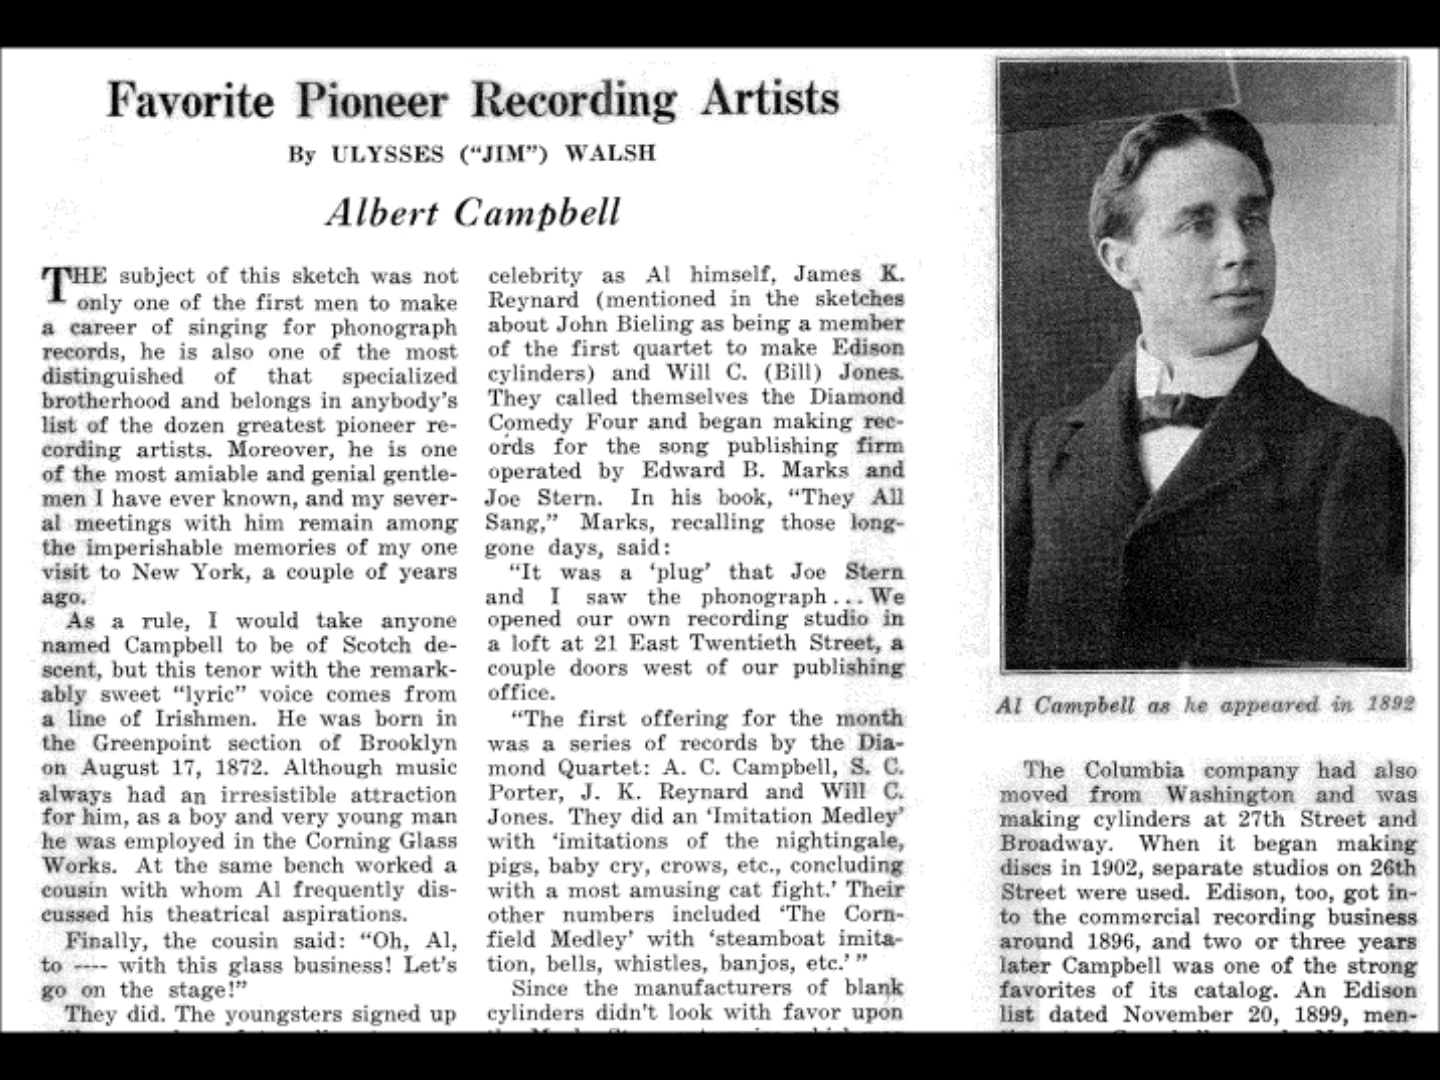 Favorite Pioneer Recording Artists
By ULYSSES ("JIM") WALSH
Albert Campbell
THE subject of this sketch was not
only one of the first men to make
a career of singing for phonograph
records, he is also one of the most
distinguished of that specialized
brotherhood and belongs in anybody's
list of the dozen greatest pioneer re-
cording artists. Moreover, he is one
of the most amiable and genial gentle-
men I have ever known, and my sever-
al meetings with him remain among
the imperishable memories of my one
visit to New York, a couple of years
ago.
As a rule, I would take anyone
named Campbell to be of Scotch de-
scent, but this tenor with the remark-
ably sweet "lyric" voice comes from
a line of Irishmen. He was born in
the Greenpoint section of Brooklyn
on August 17, 1872. Although music
always had an irresistible attraction
for him, as a boy and very young man
he was employed in the Corning Glass
Works. At the same bench worked a
cousin with whom Al frequently dis-
cussed his theatrical aspirations.
Finally, the cousin said: "Oh, Al,
to ---- with this glass business! Let's
go on the stage!"
They did. The youngsters signed up
celebrity as Al himself, James K.
Reynard (mentioned in the sketches
about John Bieling as being a member
of the first quartet to make Edison
cylinders) and Will C. (Bill) Jones.
They called themselves the Diamond
Comedy Four and began making rec-
ords for the song publishing firm
operated by Edward B. Marks and
Joe Stern. In his book, "They All
Sang," Marks, recalling those long-
gone days, said:
"It was a 'plug' that Joe Stern
and I saw the phonograph... We
opened our own recording studio in
a loft at 21 East Twentieth Street, a
couple doors west of our publishing
office.
"The first offering for the month
was a series of records by the Dia-
mond Quartet: A. C. Campbell, S. C.
Porter, J. K. Reynard and Will C.
Jones. They did an 'Imitation Medley'
with 'imitations of the nightingale,
pigs, baby cry, crows, etc., concluding
with a most amusing cat fight.' Their
other numbers included 'The Corn-
field Medley' with 'steamboat imita-
tion, bells, whistles, banjos, etc.'"
Since the manufacturers of blank
cylinders didn't look with favor upon
Al Campbell as he appeared in 1892
The Columbia company had also
moved from Washington and was
making cylinders at 27th Street and
Broadway. When it began making
discs in 1902, separate studios on 26th
Street were used. Edison, too, got in-
to the commercial recording business
around 1896, and two or three years
later Campbell was one of the strong
favorites of its catalog. An Edison
list dated November 20, 1899, men-